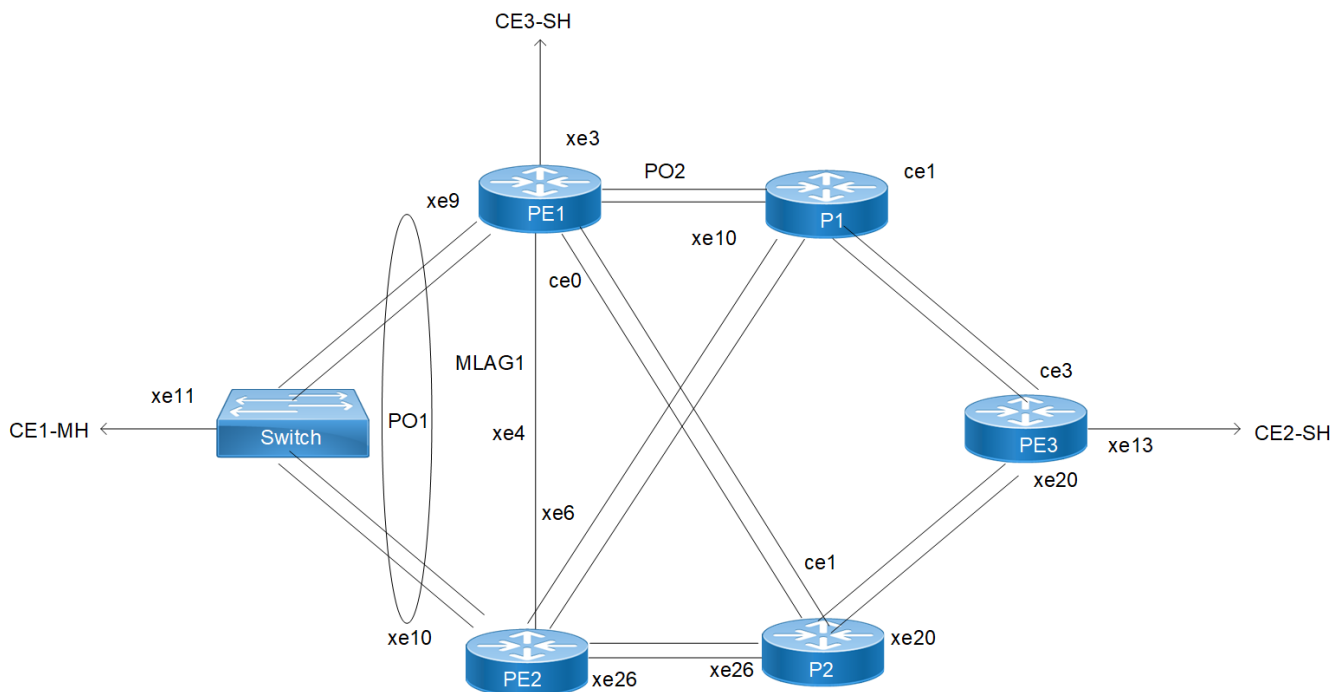 CE3-SH
xe3
PO2
ce1
PE1
P1
xe9
xe10
ce0
MLAG1
ce3
xe11
PO1
CE1-MH
Switch
xe4
PE3
xe13
CE2-SH
xe20
xe6
ce1
xe10
xe20
PE2
xe26
xe26
P2